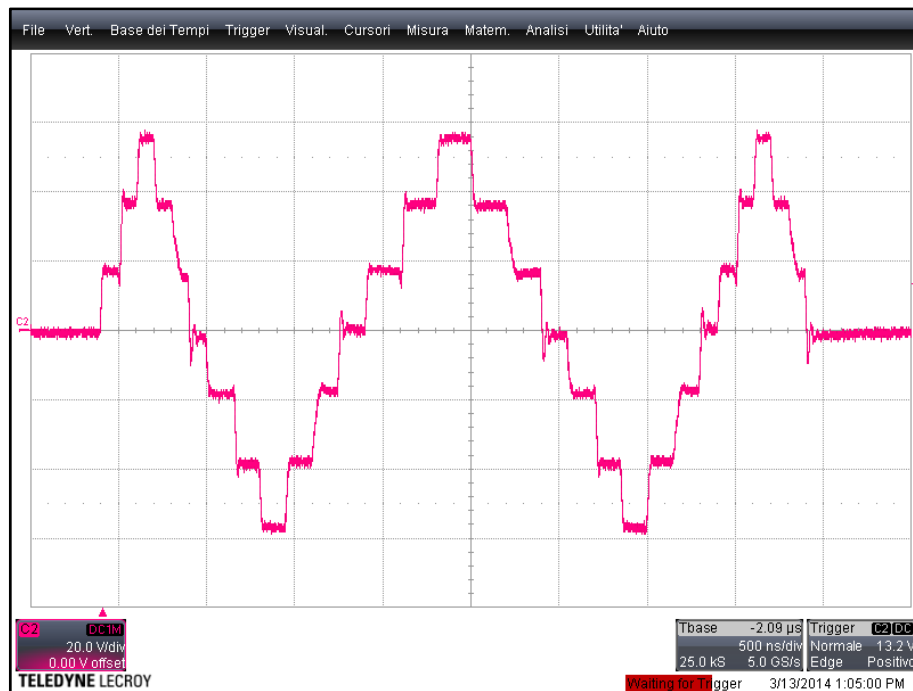 File Vert. Base dei Tempi Trigger Visual. Cursori Misura Matem. Analisi Utilita' Aiuto
C2
C2 DC1M
20.0 V/div
0.00 V offset
Tbase -2.09 µs
500 ns/div
25.0 kS 5.0 GS/s
Trigger C2 DC
Normale 13.2 V
Edge Positivo
TELEDYNE LECROY
Waiting for Trigger 3/13/2014 1:05:00 PM